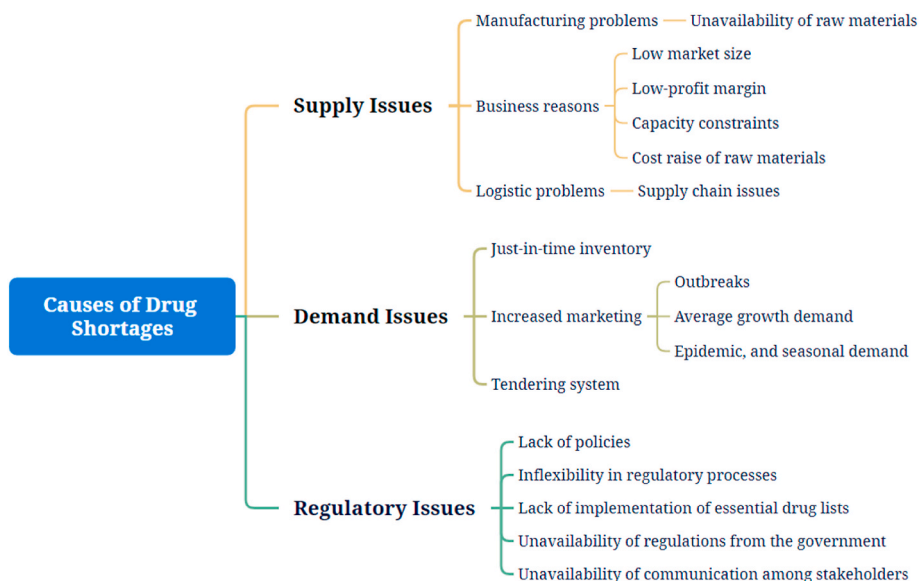 Manufacturing problems
Unavailability of raw materials
Low market size
Low-profit margin
Supply Issues
Business reasons
Capacity constraints
Cost raise of raw materials
Logistic problems
Supply chain issues
Just-in-time inventory
Outbreaks
Causes of Drug
Shortages
Demand Issues
Increased marketing
Average growth demand
Epidemic, and seasonal demand
Tendering system
Lack of policies
Inflexibility in regulatory processes
Regulatory Issues
Lack of implementation of essential drug lists
Unavailability of regulations from the government
Unavailability of communication among stakeholders